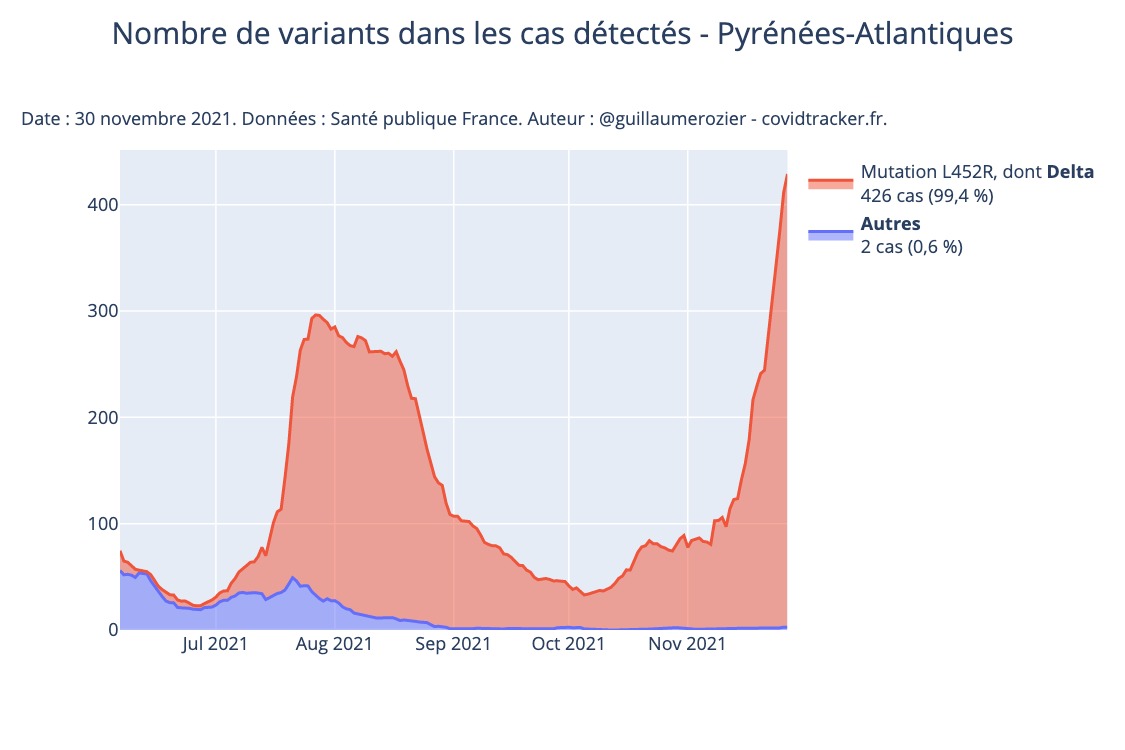 Nombre de variants dans les cas détectés - Pyrénées-Atlantiques
Date : 30 novembre 2021. Données : Santé publique France. Auteur : @guillaumerozier - covidtracker.fr.
Mutation L452R, dont Delta
426 cas (99,4 %)
Autres
2 cas (0,6 %)
400
300
200
100
0
Jul 2021
Aug 2021
Sep 2021
Oct 2021
Nov 2021